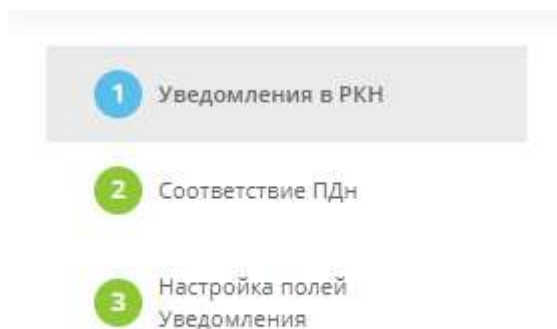 1 Уведомления в РКН
2 Соответствие ПДн
3 Настройка полей
Уведомления